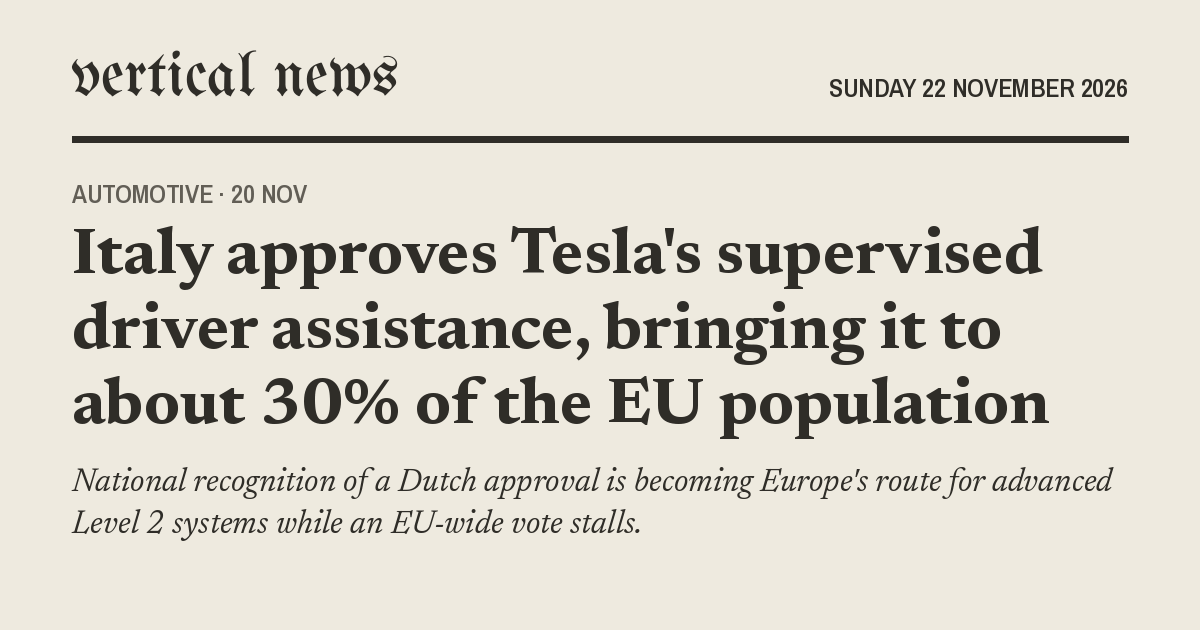 vertical news
SUNDAY 22 NOVEMBER 2026
AUTOMOTIVE · 20 NOV
Italy approves Tesla's supervised
driver assistance, bringing it to
about 30% of the EU population
National recognition of a Dutch approval is becoming Europe's route for advanced
Level 2 systems while an EU-wide vote stalls.